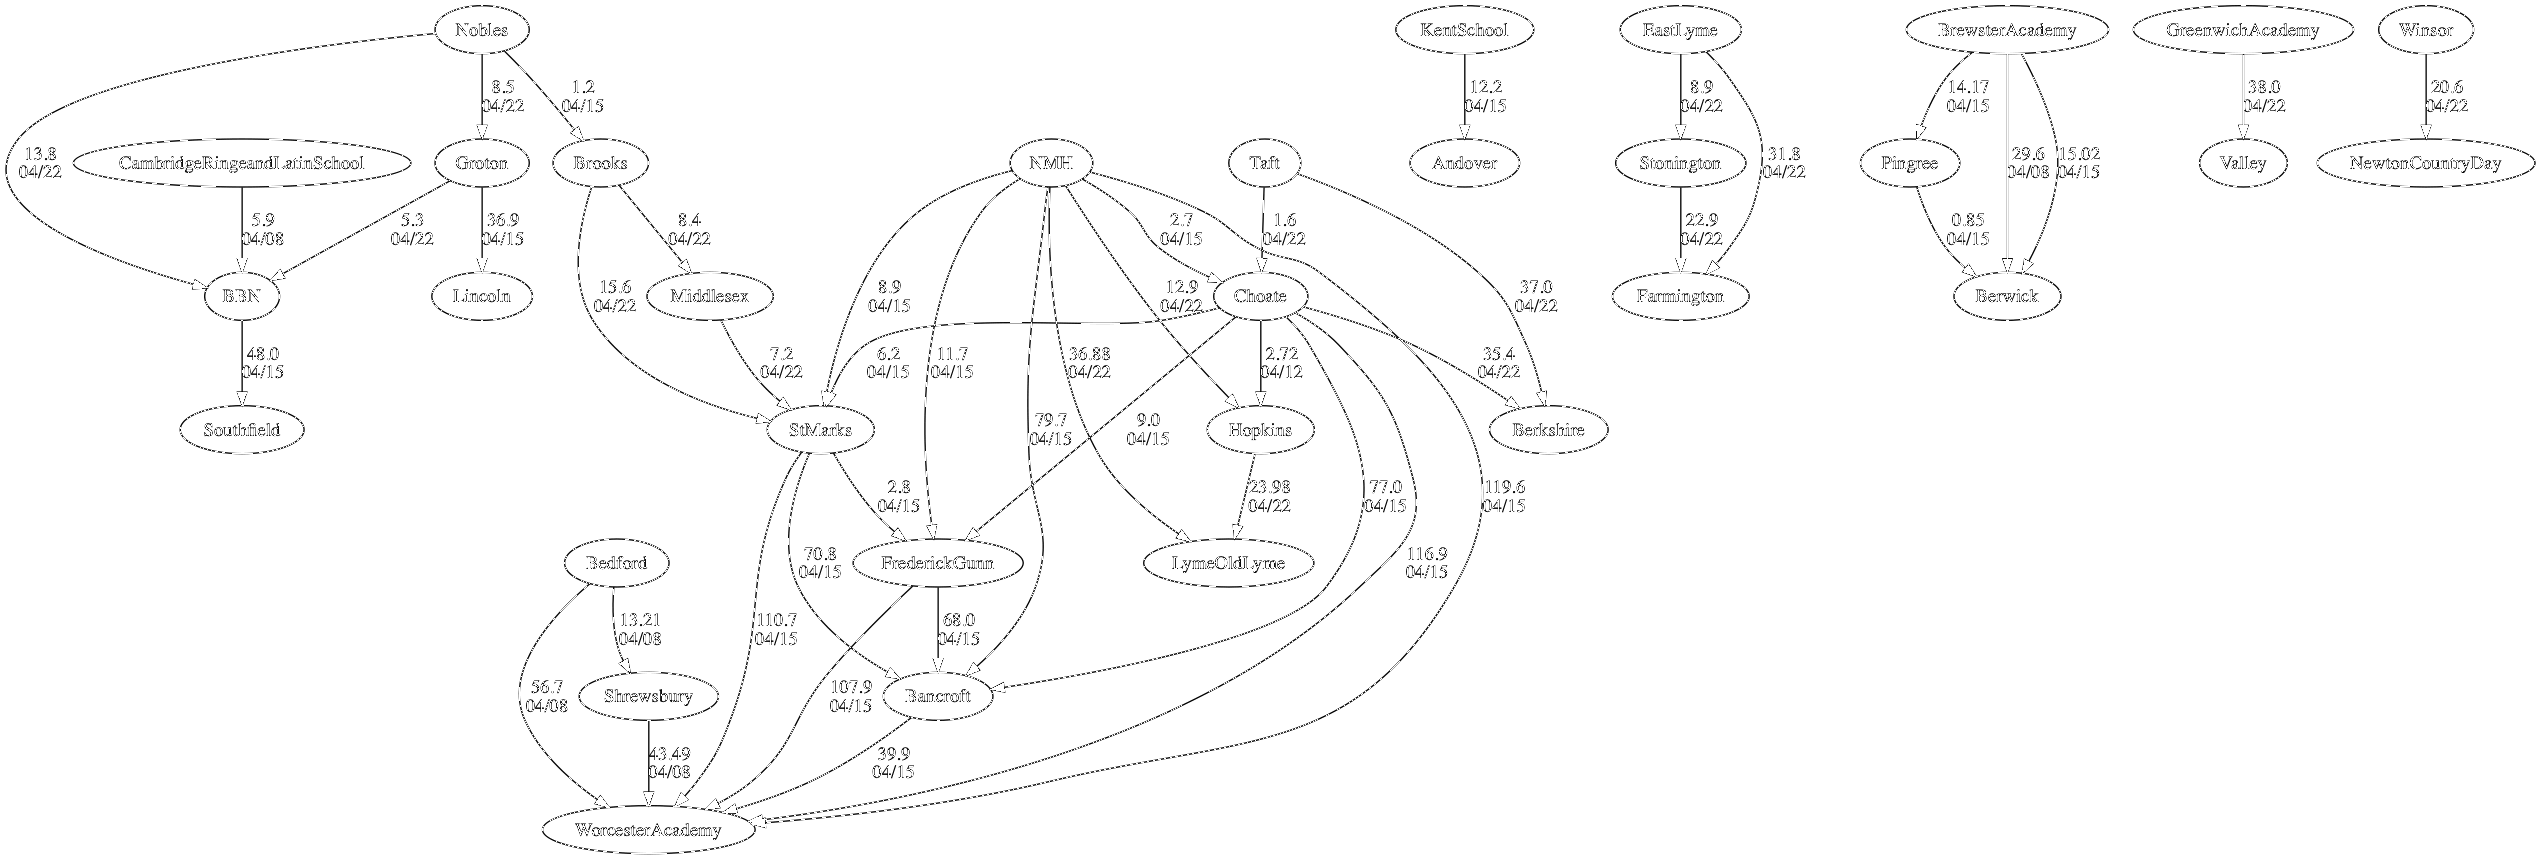 Nobles
KentSchool
EastLyme
BrewsterAcademy
GreenwichAcademy
Winsor
8.5
04/22
1.2
04/15
12.2
04/15
8.9
04/22
14.17
04/15
38.0
04/22
20.6
04/22
13.8
04/22
CambridgeRingeandLatinSchool
Groton
Brooks
NMH
Taft
Andover
Stonington
31.8
04/22
Pingree
29.6
04/08
15.02
04/15
Valley
NewtonCountryDay
5.9
04/08
5.3
04/22
36.9
04/15
8.4
04/22
2.7
04/15
1.6
04/22
22.9
04/22
0.85
04/15
BBN
Lincoln
15.6
04/22
Middlesex
8.9
04/15
12.9
04/22
Choate
37.0
04/22
Farmington
Berwick
48.0
04/15
7.2
04/22
6.2
04/15
11.7
04/15
36.88
04/22
2.72
04/12
35.4
04/22
Southfield
StMarks
79.7
04/15
9.0
04/15
Hopkins
Berkshire
2.8
04/15
23.98
04/22
77.0
04/15
119.6
04/15
Bedford
70.8
04/15
FrederickGunn
LymeOldLyme
116.9
04/15
13.21
04/08
110.7
04/15
68.0
04/15
56.7
04/08
Shrewsbury
107.9
04/15
Bancroft
43.49
04/08
39.9
04/15
WorcesterAcademy